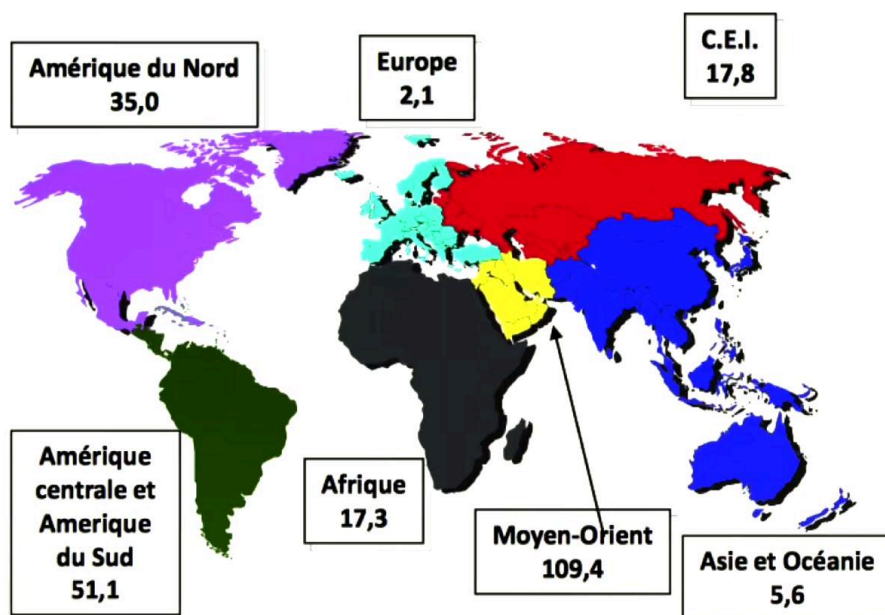 Amérique du Nord
35,0
Europe
2,1
C.E.I.
17,8
Amérique
centrale et
Amerique
du Sud
51,1
Afrique
17,3
Moyen-Orient
109,4
Asie et Océanie
5,6